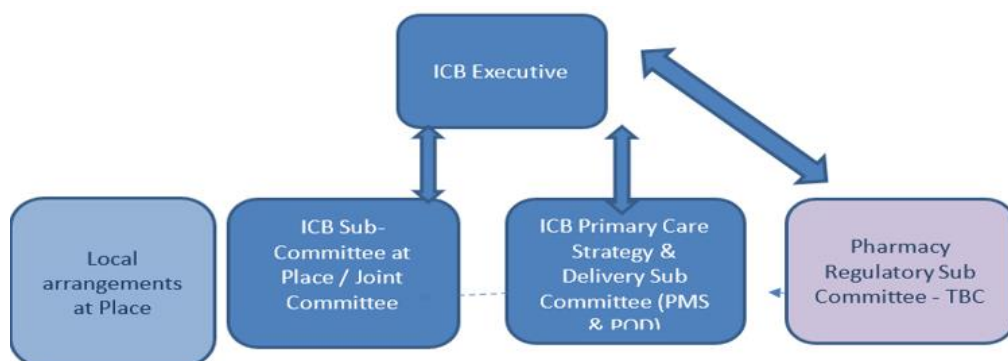 ICB Executive
Local
arrangements
at Place
ICB Sub-
Committee at
Place / Joint
Committee
ICB Primary Care
Strategy &
Delivery Sub
Committee (PMS
& POD)
Pharmacy
Regulatory Sub
Committee - TBC